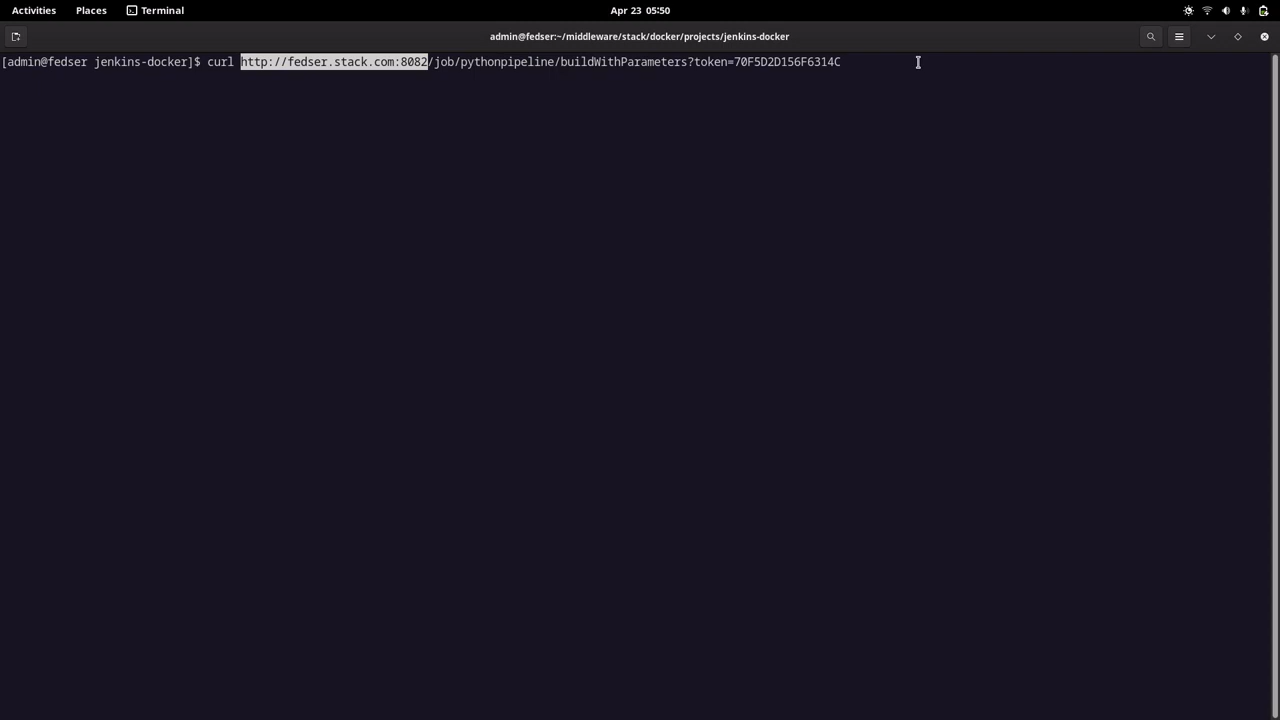 Activities Places Terminal Apr 23 05:50
admin@fedser:~/middleware/stack/docker/projects/jenkins-docker
[admin@fedser jenkins-docker]$ curl http://fedser.stack.com:8082/job/pythonpipeline/buildWithParameters?token=70F5D2D156F6314C